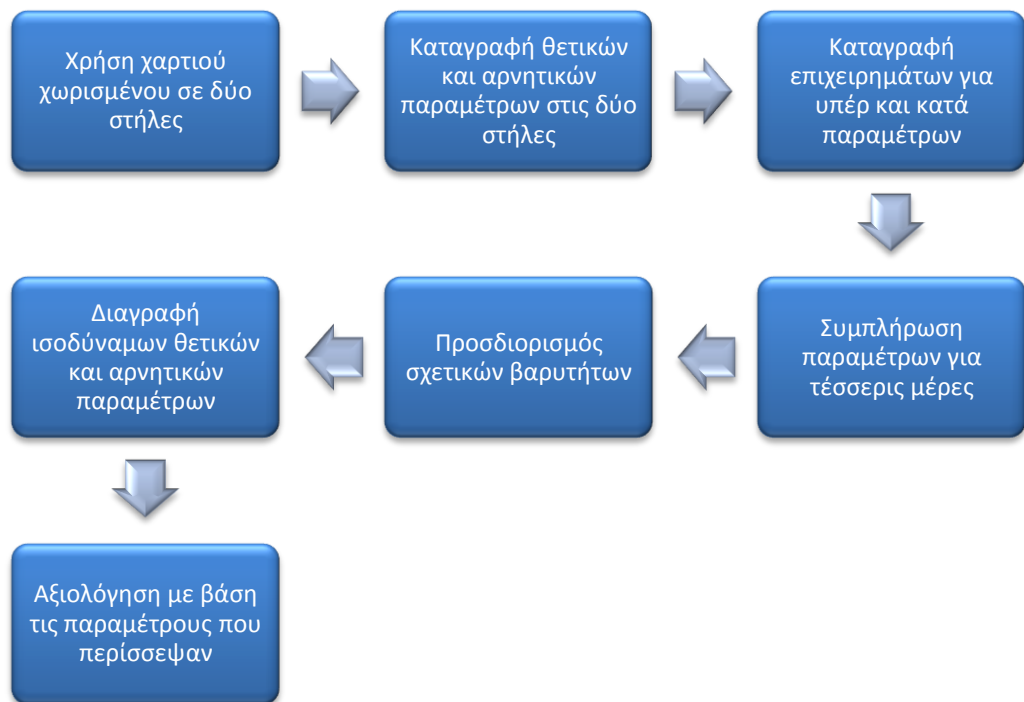 Χρήση χαρτιού
χωρισμένου σε δύο
στήλες
Καταγραφή θετικών
και αρνητικών
παραμέτρων στις δύο
στήλες
Καταγραφή
επιχειρημάτων για
υπέρ και κατά
παραμέτρων
Συμπλήρωση
παραμέτρων για
τέσσερις μέρες
Προσδιορισμός
σχετικών βαρυτήτων
Διαγραφή
ισοδύναμων θετικών
και αρνητικών
παραμέτρων
Αξιολόγηση με βάση
τις παραμέτρους που
περίσσεψαν